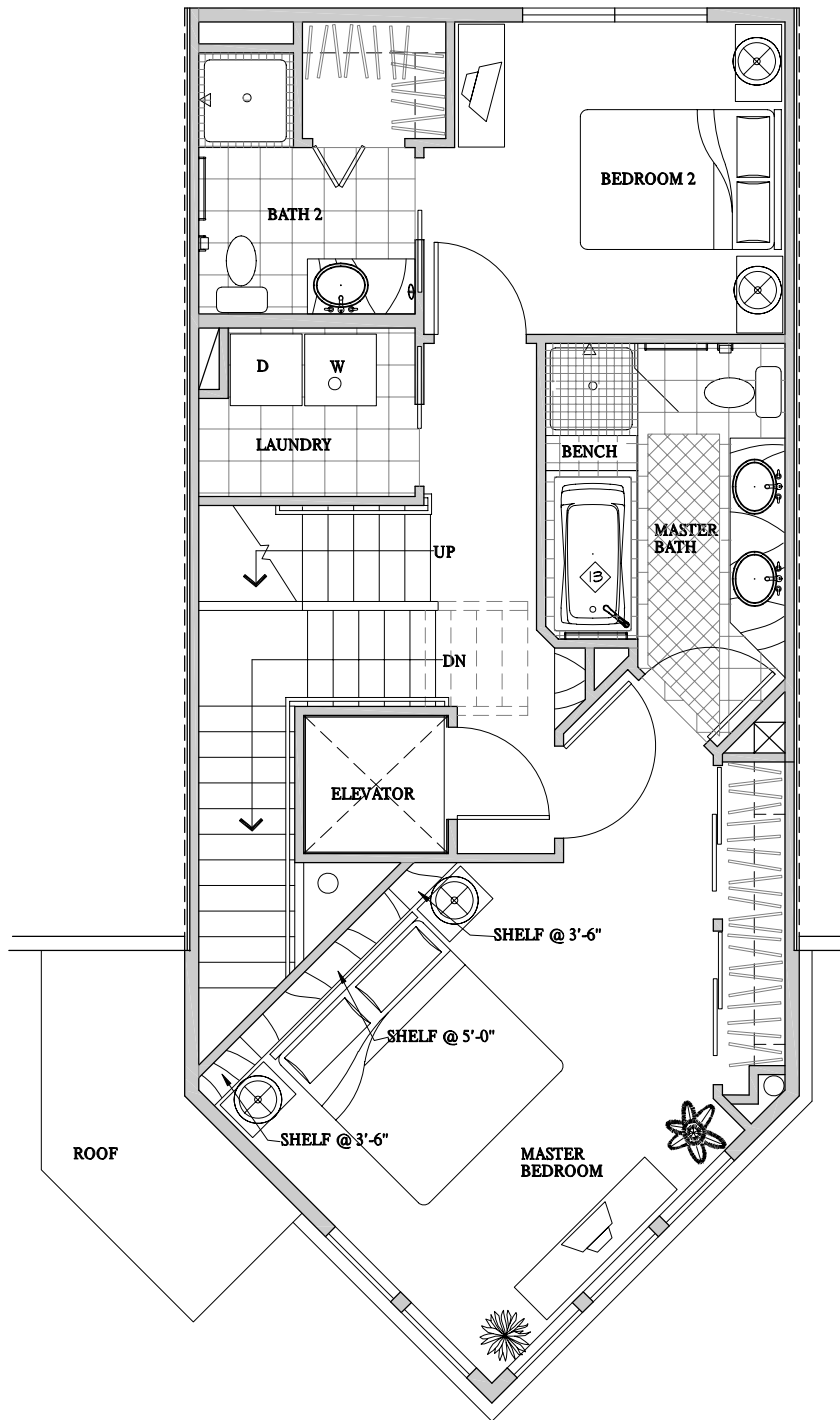 BEDROOM 2
BATH 2
D
W
LAUNDRY
BENCH
MASTER
BATH
UP
13
DN
ELEVATOR
SHELF @ 3'-6"
SHELF @ 5'-0"
SHELF @ 3'-6"
ROOF
MASTER
BEDROOM